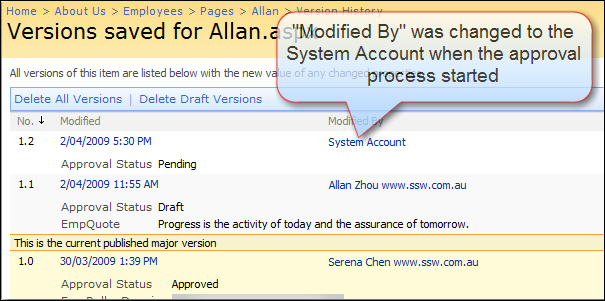 Home > About Us > Employees > Pages > Allan > Version History
Versions saved for Allan.as
"Modified By" was changed to the
System Account when the approval
process started
All versions of this item are listed below with the new value of any changed
Delete All Versions | Delete Draft Versions
No. ↓ Modified Modified By
1.2 2/04/2009 5:30 PM System Account
Approval Status Pending
1.1 2/04/2009 11:55 AM Allan Zhou www.ssw.com.au
Approval Status Draft
EmpQuote Progress is the activity of today and the assurance of tomorrow.
This is the current published major version
1.0 30/03/2009 1:39 PM Serena Chen www.ssw.com.au
Approval Status Approved